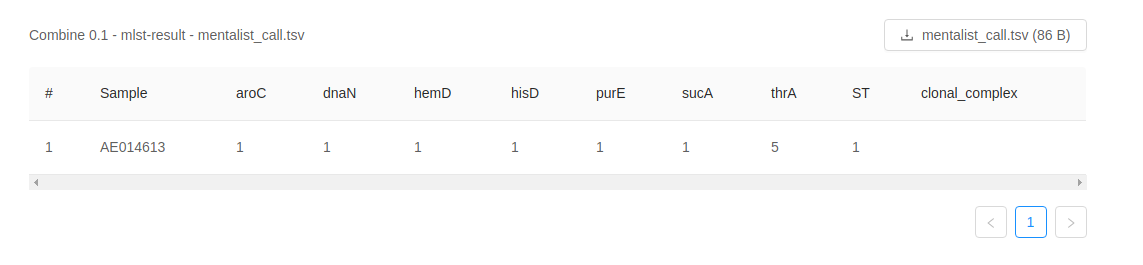 Combine 0.1 - mlst-result - mentalist_call.tsv
mentalist_call.tsv (86 B)
# Sample aroC dnaN hemD hisD purE sucA thrA ST clonal_complex
1 AE014613 1 1 1 1 1 1 5 1
1